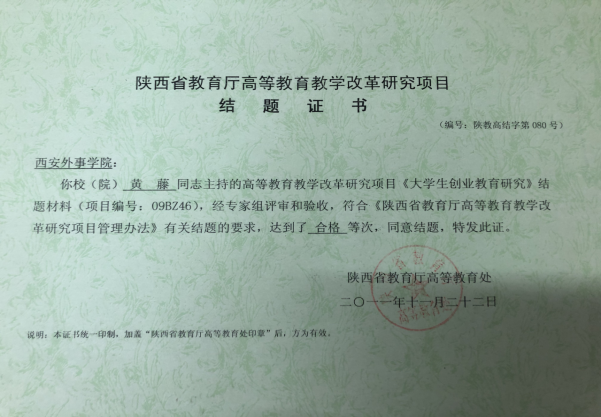 陕西省教育厅高等教育教学改革研究项目
结 题 证 书
（编号：陕教高结字第 080 号）
西安外事学院：
你校（院） 黄 藤 同志主持的高等教育教学改革研究项目《大学生创业教育研究》结
题材料（项目编号：09BZ46），经专家组评审和验收，符合《陕西省教育厅高等教育教学改
革研究项目管理办法》有关结题的要求，达到了 合格 等次，同意结题，特发此证。
陕西省教育厅高等教育处
二〇一一年十一月二十二日
说明：本证书统一印制，加盖“陕西省教育厅高等教育处印章”后，方为有效。